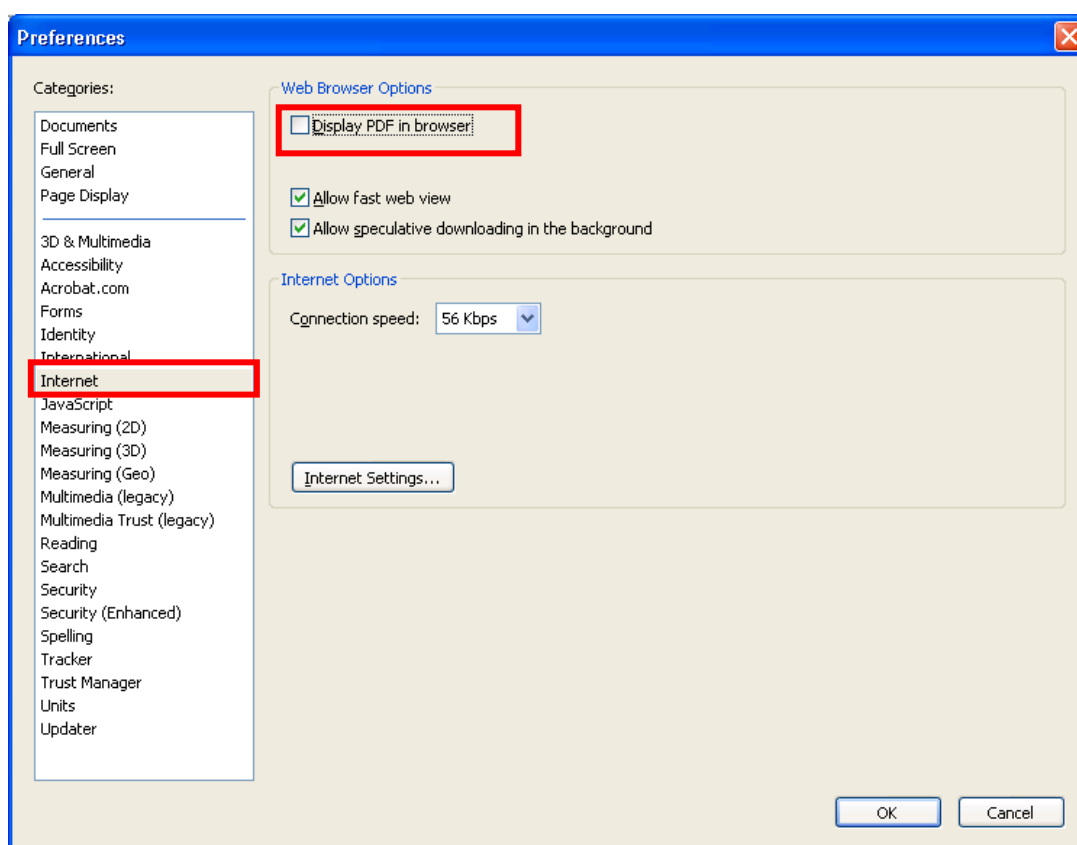 Preferences
Categories:
Documents
Full Screen
General
Page Display
3D & Multimedia
Accessibility
Acrobat.com
Forms
Identity
International
Internet
JavaScript
Measuring (2D)
Measuring (3D)
Measuring (Geo)
Multimedia (legacy)
Multimedia Trust (legacy)
Reading
Search
Security
Security (Enhanced)
Spelling
Tracker
Trust Manager
Units
Updater
Web Browser Options
Display PDF in browser
Allow fast web view
Allow speculative downloading in the background
Internet Options
Connection speed: 56 Kbps
Internet Settings...
OK Cancel